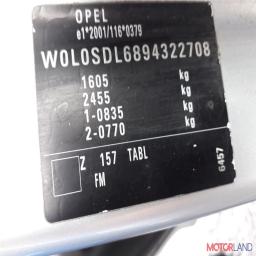 OPEL
e1*2001/116*0379
W0L0SDL6894322708
1605 kg
2455 kg
1-0835 kg
2-0770 kg
Z 157 TABL
FM
6457
MOTORLAND